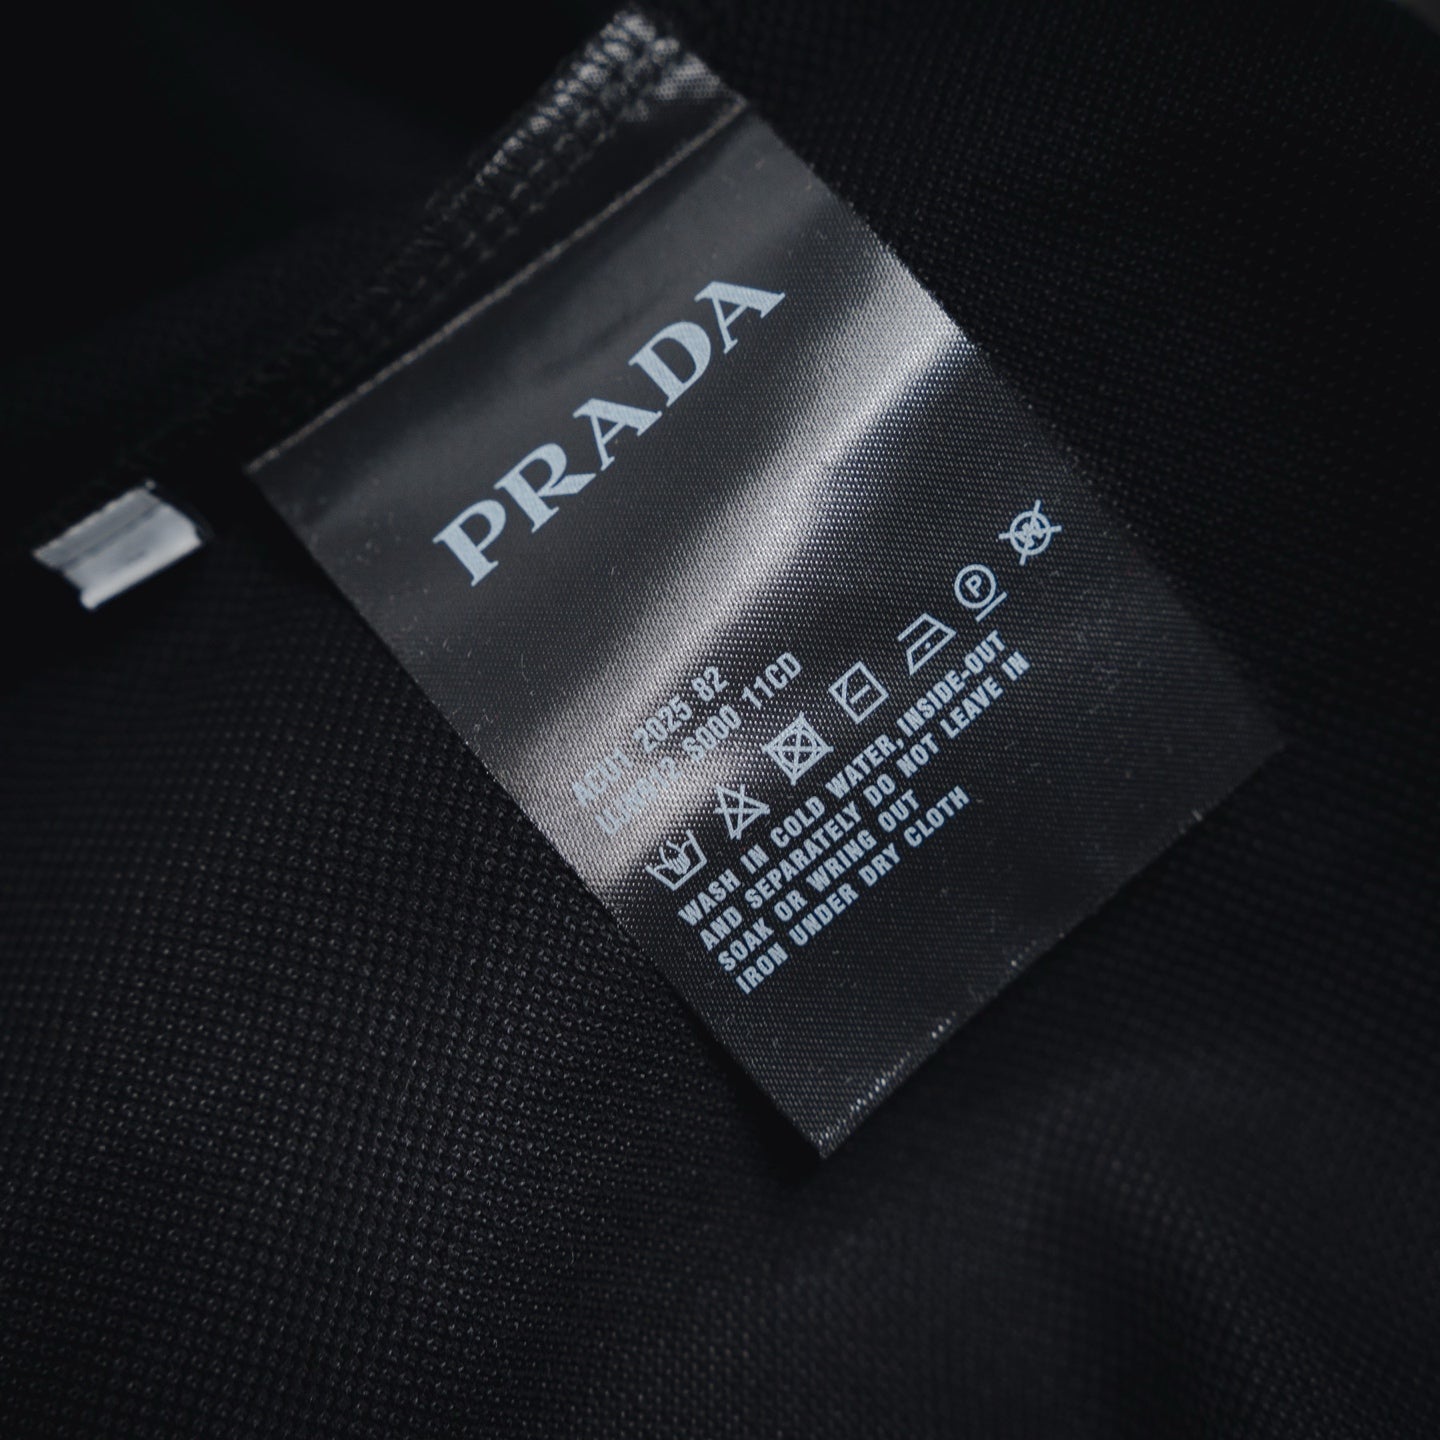 PRADA
2025 82
S000 11CD
WASH IN COLD WATER, INSIDE-OUT
AND SEPARATELY DO NOT LEAVE IN
SOAK OR WRING OUT
IRON UNDER DRY CLOTH
P